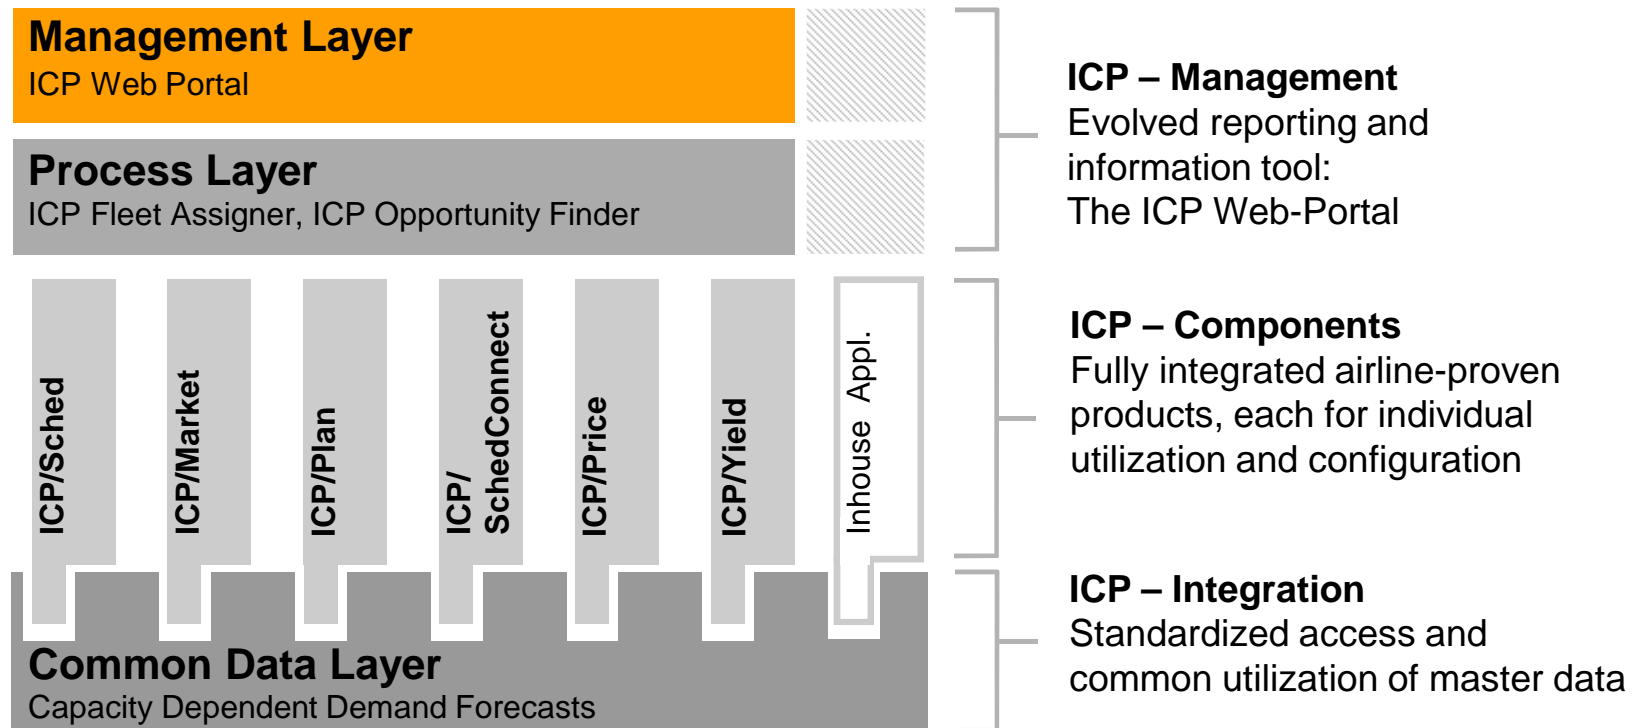 Management Layer
ICP Web Portal
Process Layer
ICP Fleet Assigner, ICP Opportunity Finder
ICP/Sched
ICP/Market
ICP/Plan
ICP/
SchedConnect
ICP/Price
ICP/Yield
Inhouse Appl.
Common Data Layer
Capacity Dependent Demand Forecasts
ICP – Management
Evolved reporting and
information tool:
The ICP Web-Portal
ICP – Components
Fully integrated airline-proven
products, each for individual
utilization and configuration
ICP – Integration
Standardized access and
common utilization of master data